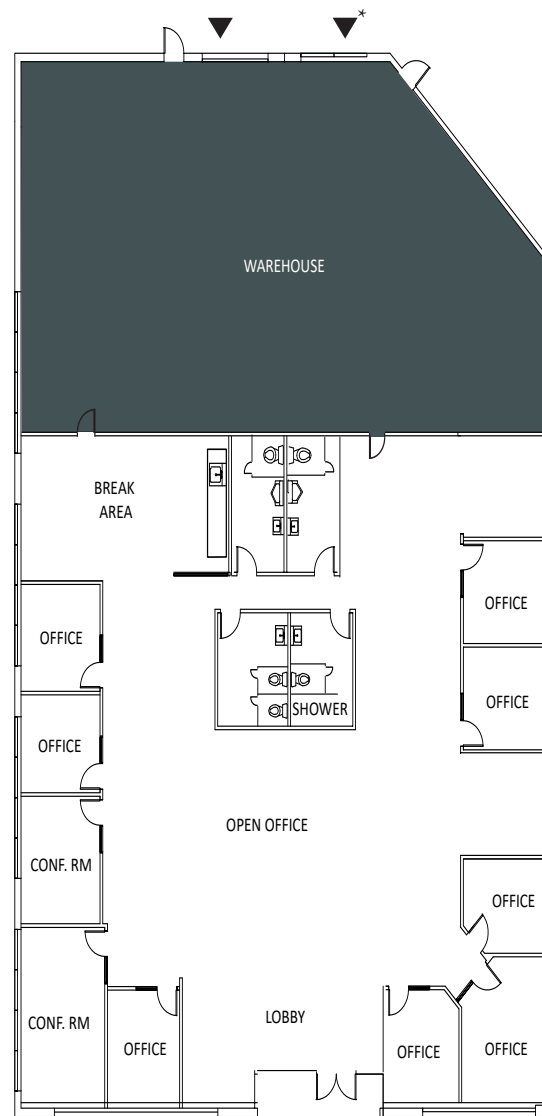 *
WAREHOUSE
BREAK
AREA
OFFICE
OFFICE
OFFICE
OFFICE
SHOWER
OPEN OFFICE
CONF. RM
OFFICE
CONF. RM
OFFICE
LOBBY
OFFICE
OFFICE